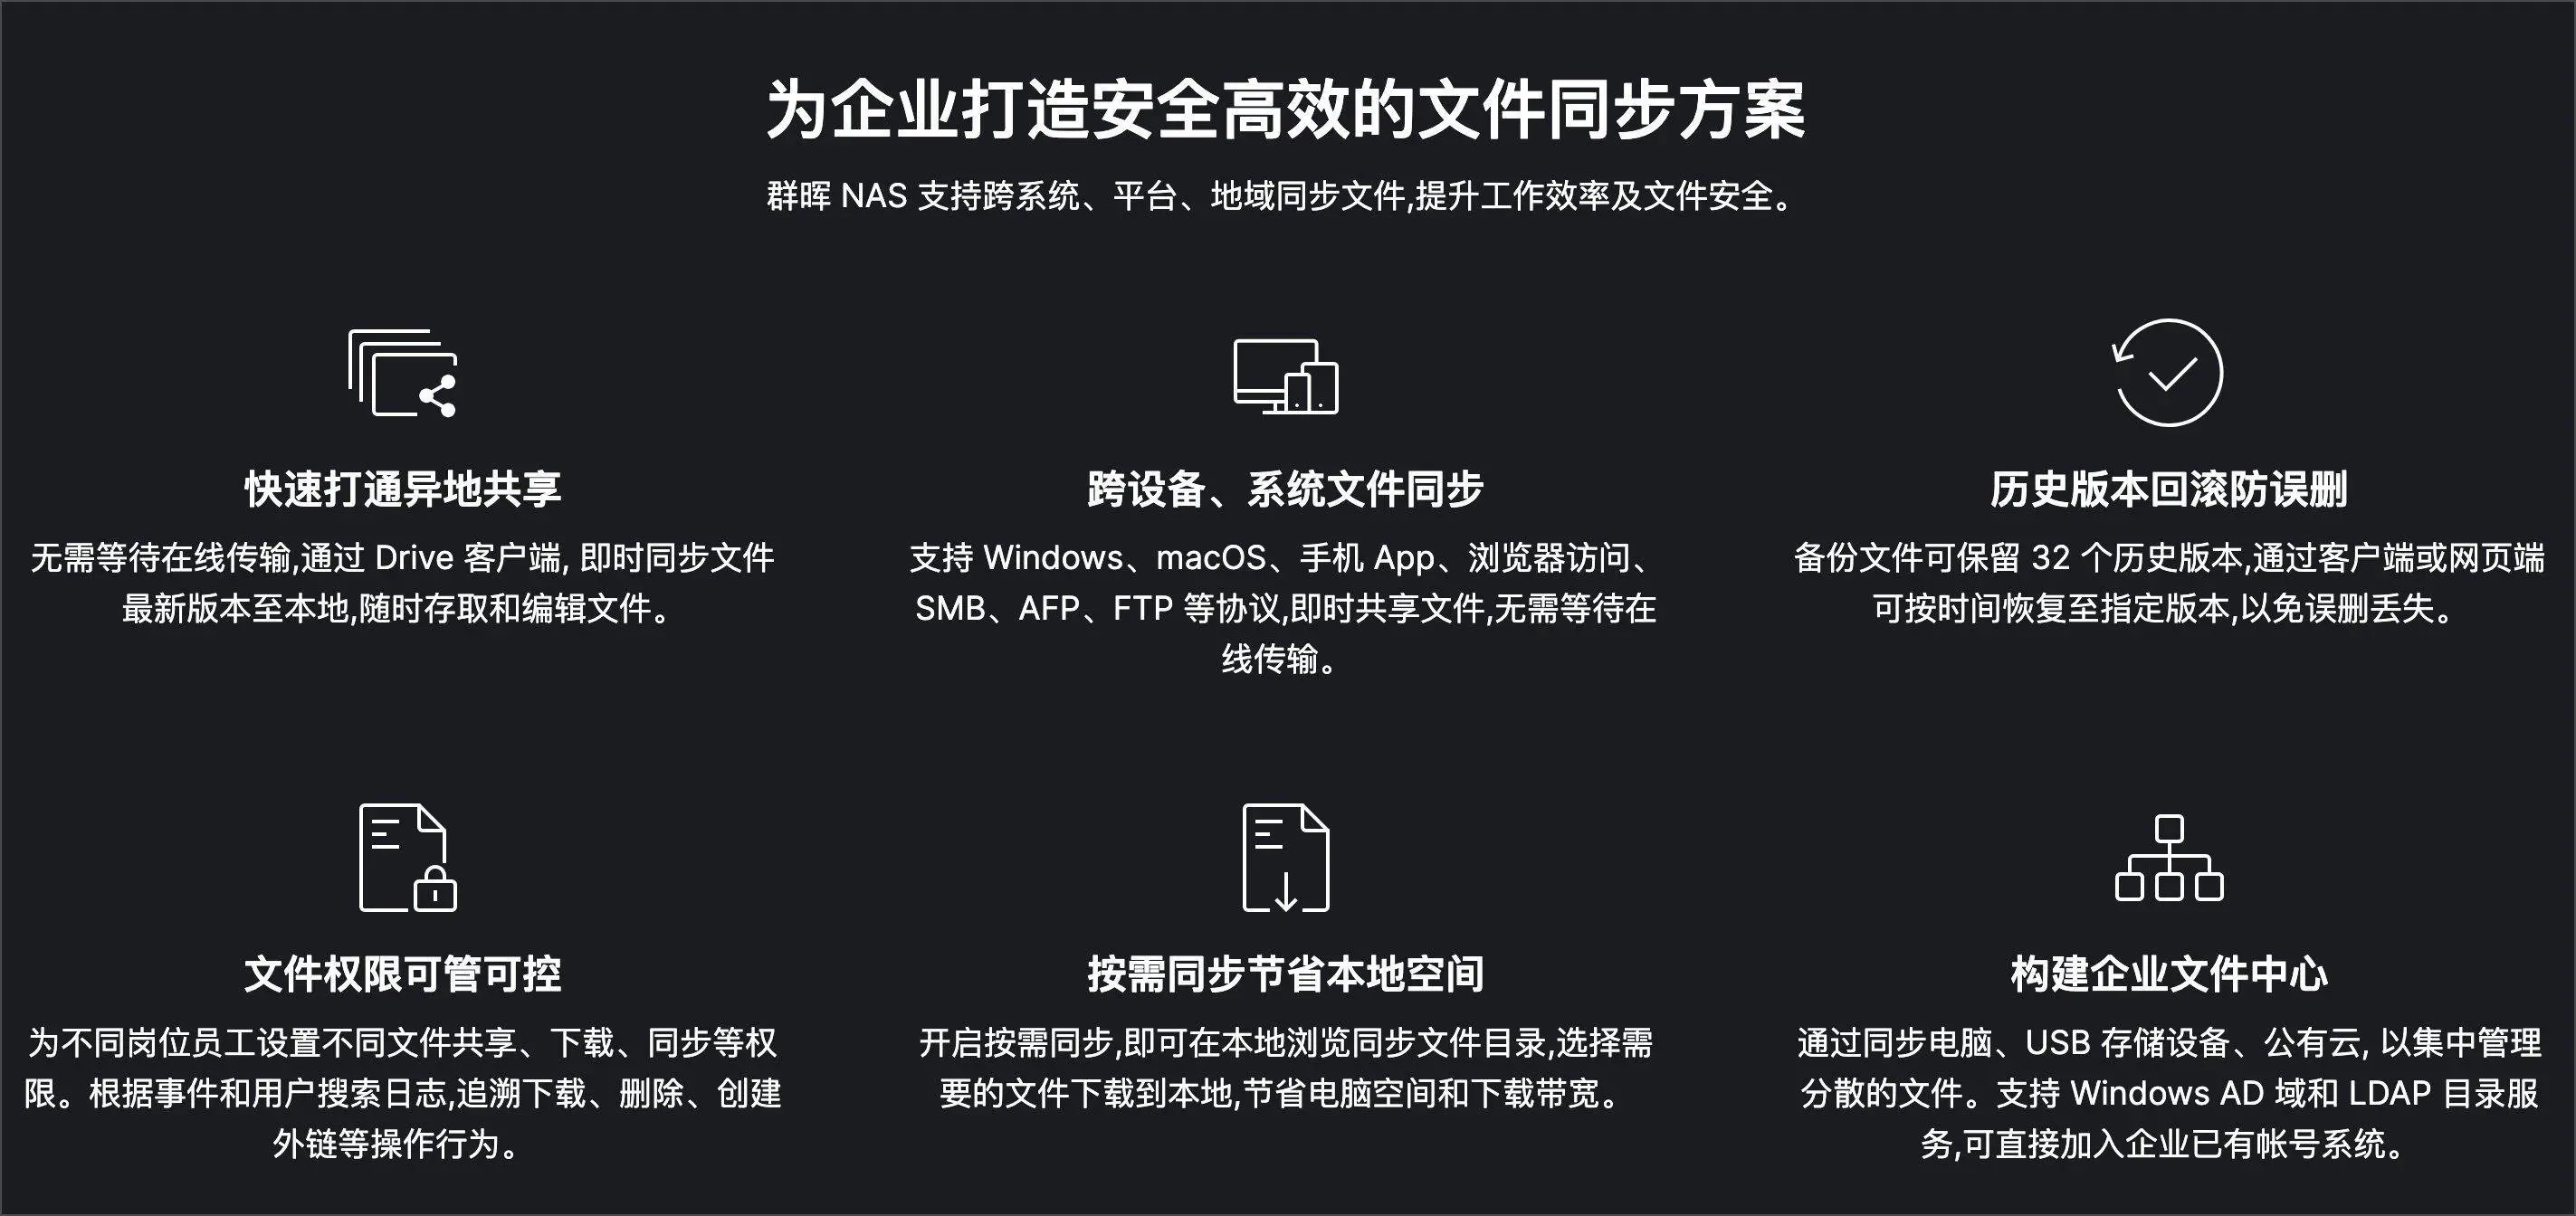 为企业打造安全高效的文件同步方案
群晖 NAS 支持跨系统、平台、地域同步文件,提升工作效率及文件安全。
快速打通异地共享
无需等待在线传输,通过 Drive 客户端, 即时同步文件
最新版本至本地,随时存取和编辑文件。
跨设备、系统文件同步
支持 Windows、macOS、手机 App、浏览器访问、
SMB、AFP、FTP 等协议,即时共享文件,无需等待在
线传输。
历史版本回滚防误删
备份文件可保留 32 个历史版本,通过客户端或网页端
可按时间恢复至指定版本,以免误删丢失。
文件权限可管可控
为不同岗位员工设置不同文件共享、下载、同步等权
限。根据事件和用户搜索日志,追溯下载、删除、创建
外链等操作行为。
按需同步节省本地空间
开启按需同步,即可在本地浏览同步文件目录,选择需
要的文件下载到本地,节省电脑空间和下载带宽。
构建企业文件中心
通过同步电脑、USB 存储设备、公有云, 以集中管理
分散的文件。支持 Windows AD 域和 LDAP 目录服
务,可直接加入企业已有帐号系统。